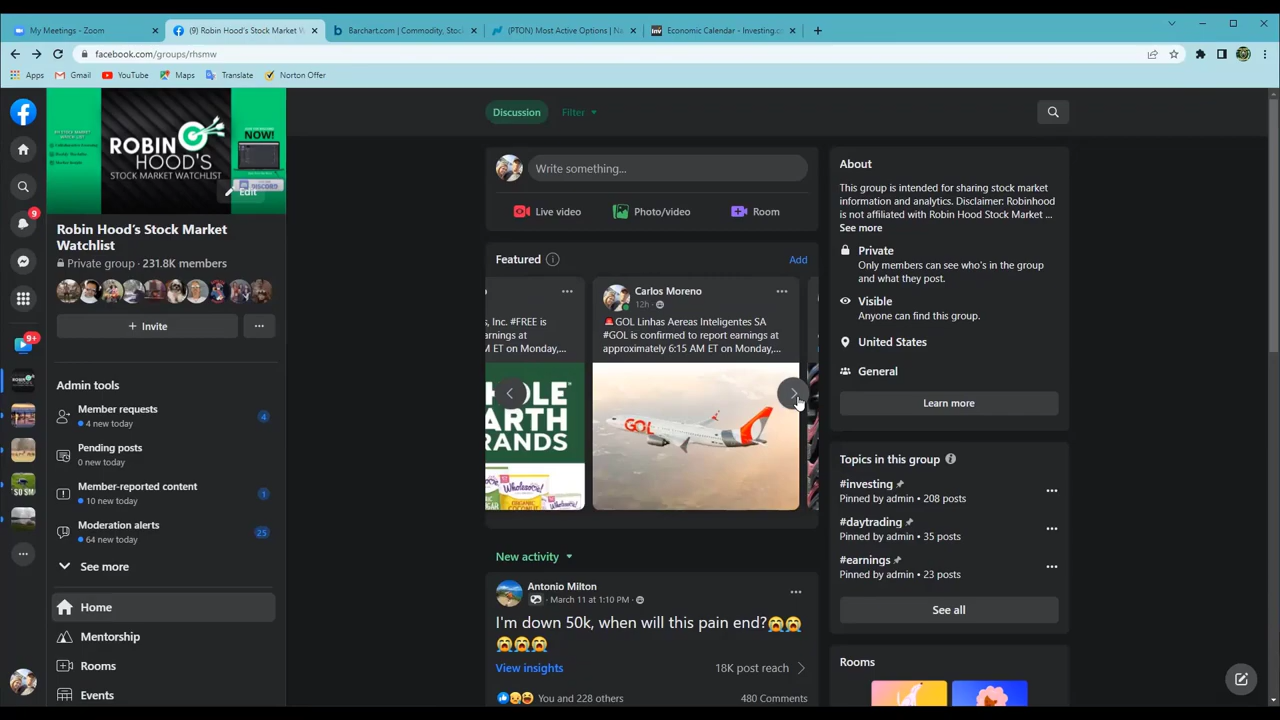 My Meetings - Zoom
(9) Robin Hood's Stock Market W
Barchart.com | Commodity, Stoc
(PTON) Most Active Options | Na
Economic Calendar - Investing.c
facebook.com/groups/rhsmw
Apps
Gmail
YouTube
Maps
Translate
Norton Offer
ROBIN
HOOD'S
STOCK MARKET WATCHLIST
NOW!
DISCORD
Edit
Robin Hood's Stock Market
Watchlist
Private group · 231.8K members
+ Invite
9
9+
Admin tools
Member requests
4 new today
4
Pending posts
0 new today
Member-reported content
10 new today
1
Moderation alerts
64 new today
25
See more
Home
Mentorship
Rooms
Events
Discussion
Filter
Write something...
Live video
Photo/video
Room
Featured
Add
s, Inc. #FREE is
earnings at
M ET on Monday,...
OLE
ARTH
RANDS
Carlos Moreno
12h
🚨GOL Linhas Aereas Inteligentes SA
#GOL is confirmed to report earnings at
approximately 6:15 AM ET on Monday,...
GOL
New activity
Antonio Milton
March 11 at 1:10 PM
I'm down 50k, when will this pain end?😭😭
😭😭😭
View insights
18K post reach
You and 228 others
480 Comments
About
This group is intended for sharing stock market
information and analytics. Disclaimer: Robinhood
is not affiliated with Robin Hood Stock Market ...
See more
Private
Only members can see who's in the group
and what they post.
Visible
Anyone can find this group.
United States
General
Learn more
Topics in this group
#investing
Pinned by admin • 208 posts
#daytrading
Pinned by admin • 35 posts
#earnings
Pinned by admin • 23 posts
See all
Rooms